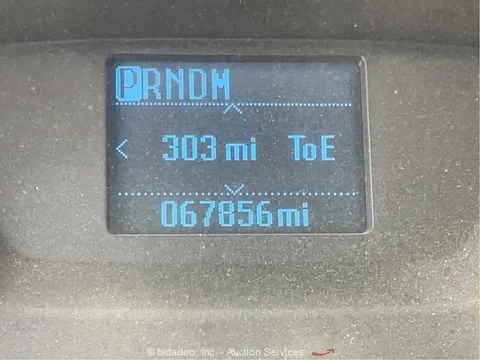 PRNDM
< 303 mi ToE
067856mi
© bidadoo, Inc. - Auction Services